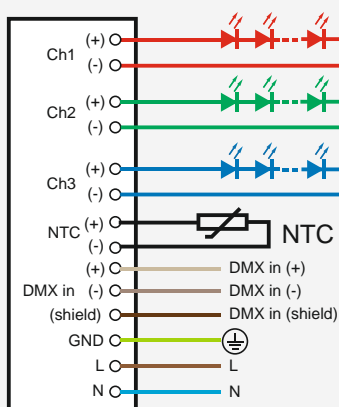 Ch1 (+)
(-)
Ch2 (+)
(-)
Ch3 (+)
(-)
NTC (+)
(-)
NTC
(+) DMX in (+)
DMX in (-) DMX in (-)
(shield) DMX in (shield)
GND
L L
N N